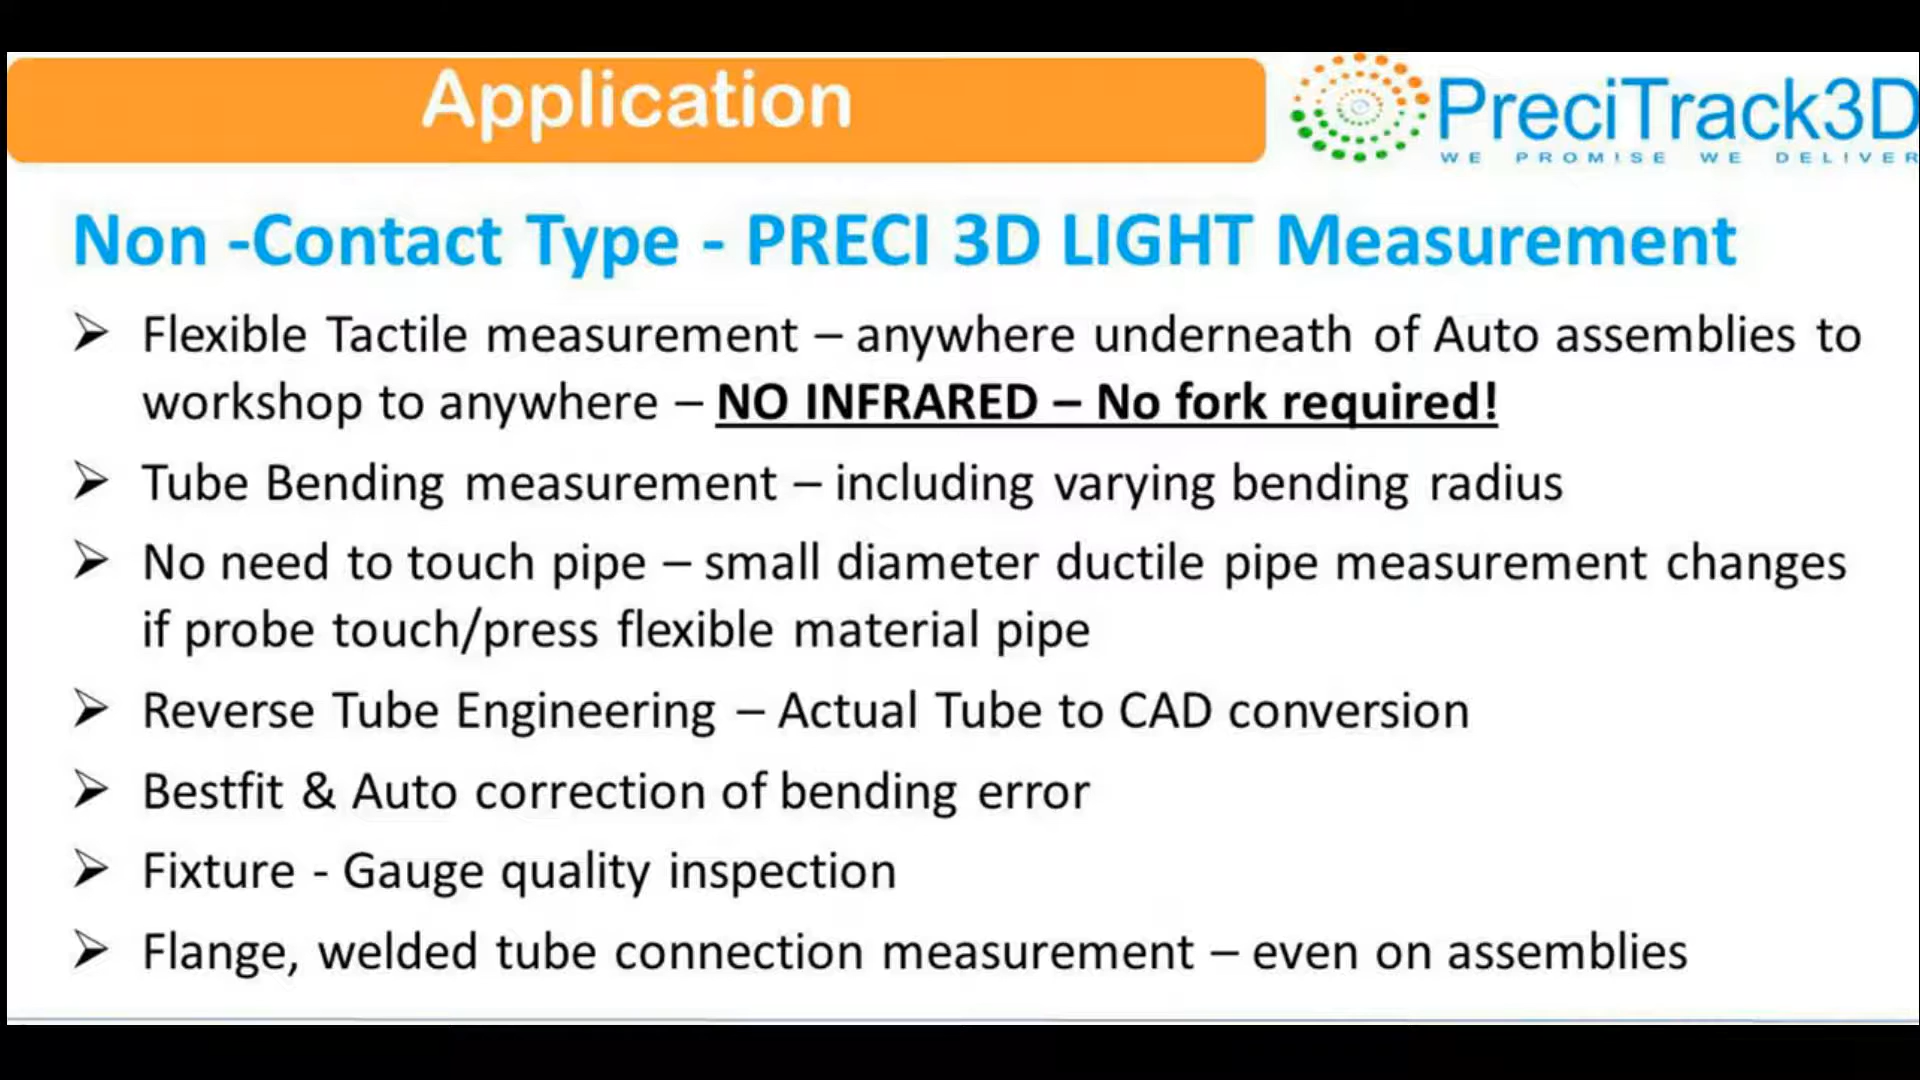 Application
PreciTrack3D
WE PROMISE WE DELIVER
Non -Contact Type - PRECI 3D LIGHT Measurement
➢ Flexible Tactile measurement – anywhere underneath of Auto assemblies to
workshop to anywhere – NO INFRARED – No fork required!
➢ Tube Bending measurement – including varying bending radius
➢ No need to touch pipe – small diameter ductile pipe measurement changes
if probe touch/press flexible material pipe
➢ Reverse Tube Engineering – Actual Tube to CAD conversion
➢ Bestfit & Auto correction of bending error
➢ Fixture - Gauge quality inspection
➢ Flange, welded tube connection measurement – even on assemblies